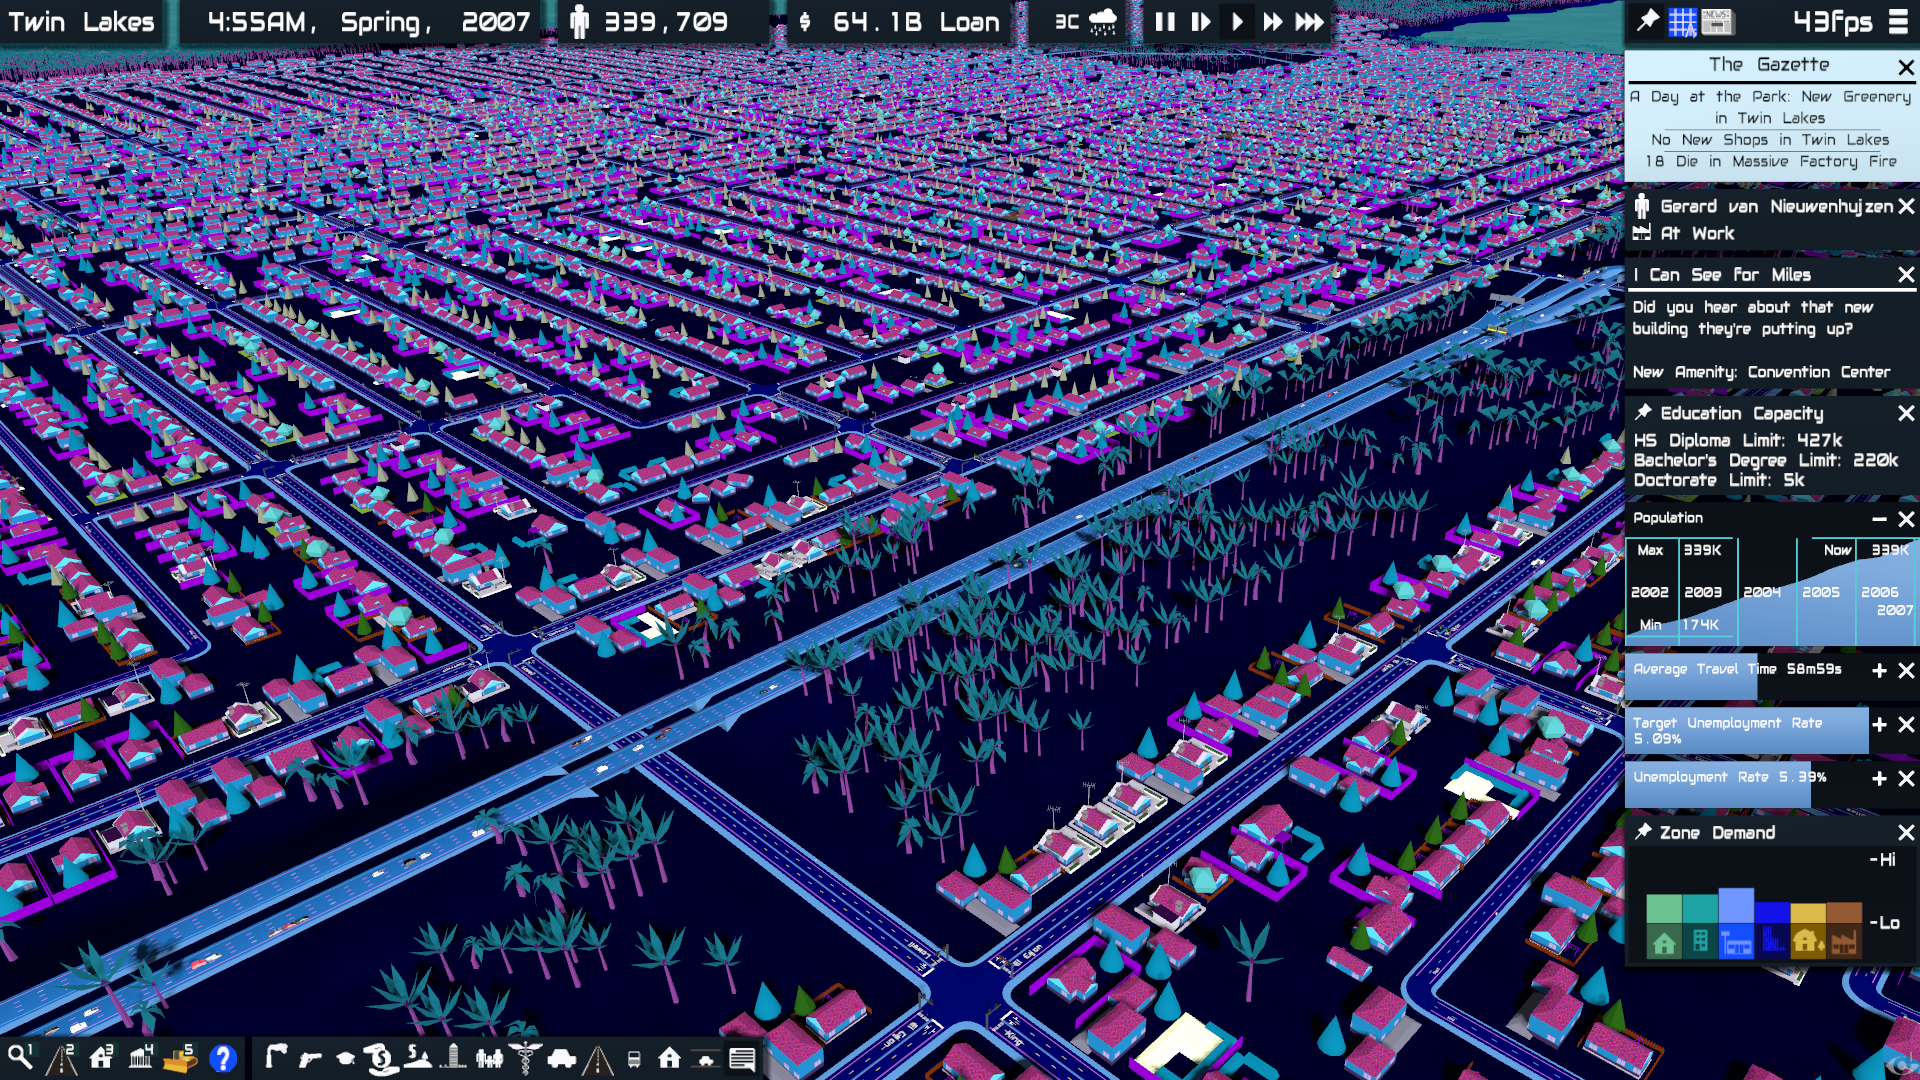 Twin Lakes
4:55AM, Spring, 2007
339,709
$ 64.1B Loan
3C
43fps
The Gazette
A Day at the Park: New Greenery
in Twin Lakes
No New Shops in Twin Lakes
18 Die in Massive Factory Fire
Gerard van Nieuwenhujzen
At Work
I Can See for Miles
Did you hear about that new
building they're putting up?
New Amenity: Convention Center
Education Capacity
HS Diploma Limit: 427k
Bachelor's Degree Limit: 220k
Doctorate Limit: 5k
Population
Max 339K Now 339K
2002 2003 2004 2005 2006
2007
Min 174K
Average Travel Time 58m59s
Target Unemployment Rate
5.09%
Unemployment Rate 5.39%
Zone Demand
-Hi
-Lo
1 2 3 4 5 ?